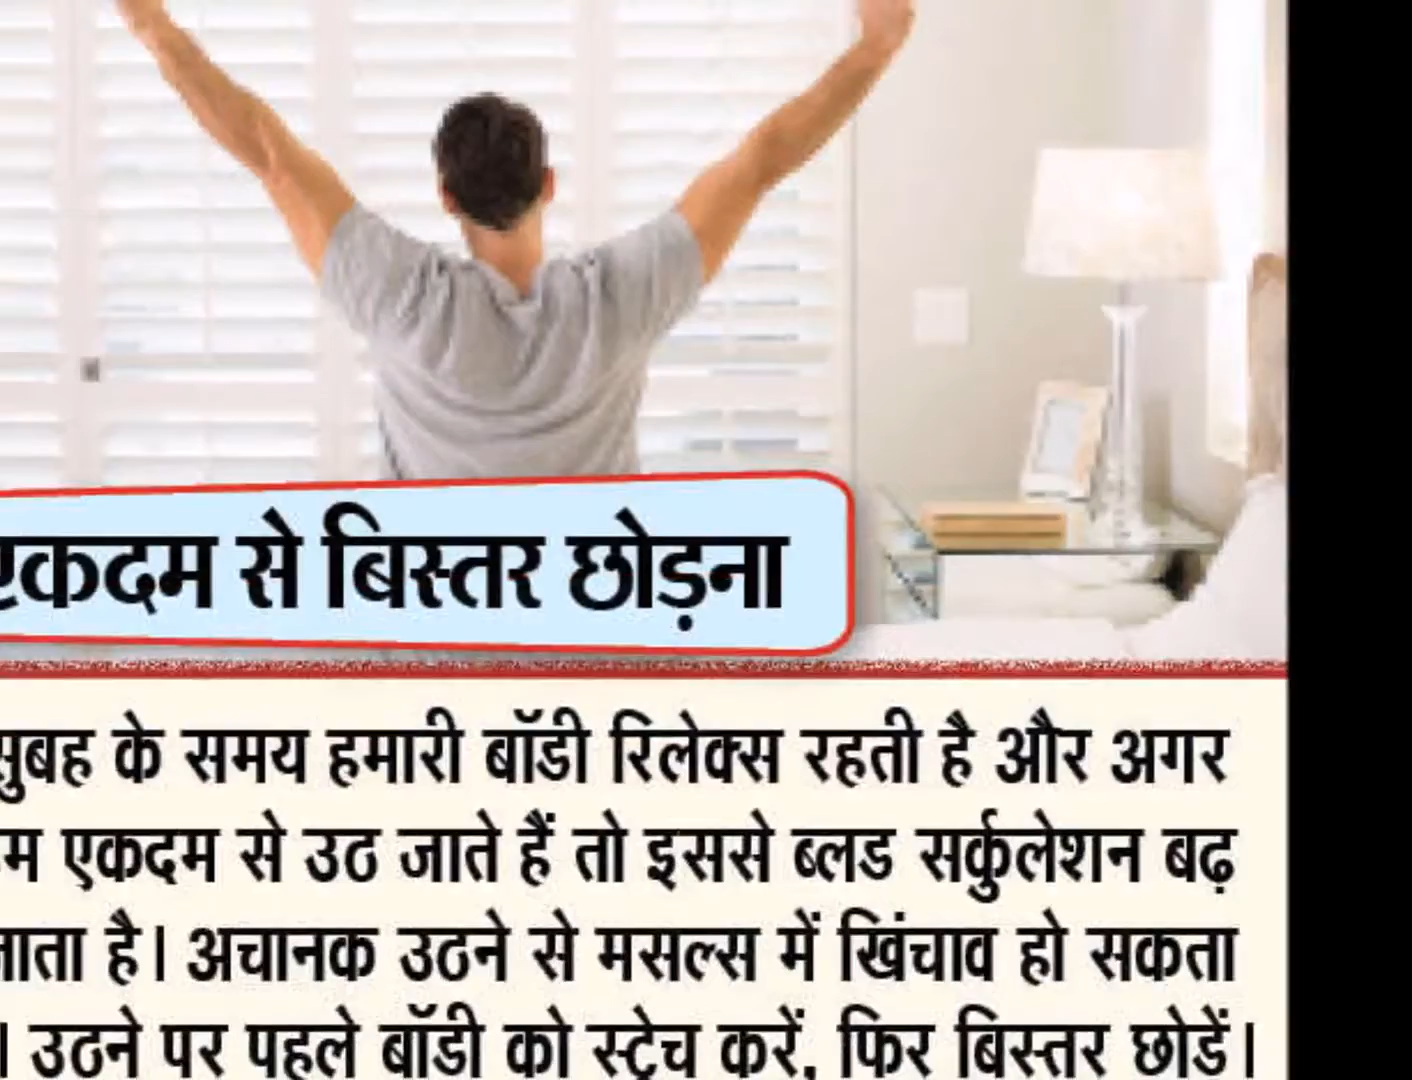 एकदम से बिस्तर छोड़ना
सुबह के समय हमारी बॉडी रिलेक्स रहती है और अगर
एकदम से उठ जाते हैं तो इससे ब्लड सर्कुलेशन बढ़
है। अचानक उठने से मसल्स में खिंचाव हो सकता
। उठने पर पहले बॉडी को स्ट्रेच करें, फिर बिस्तर छोडें।